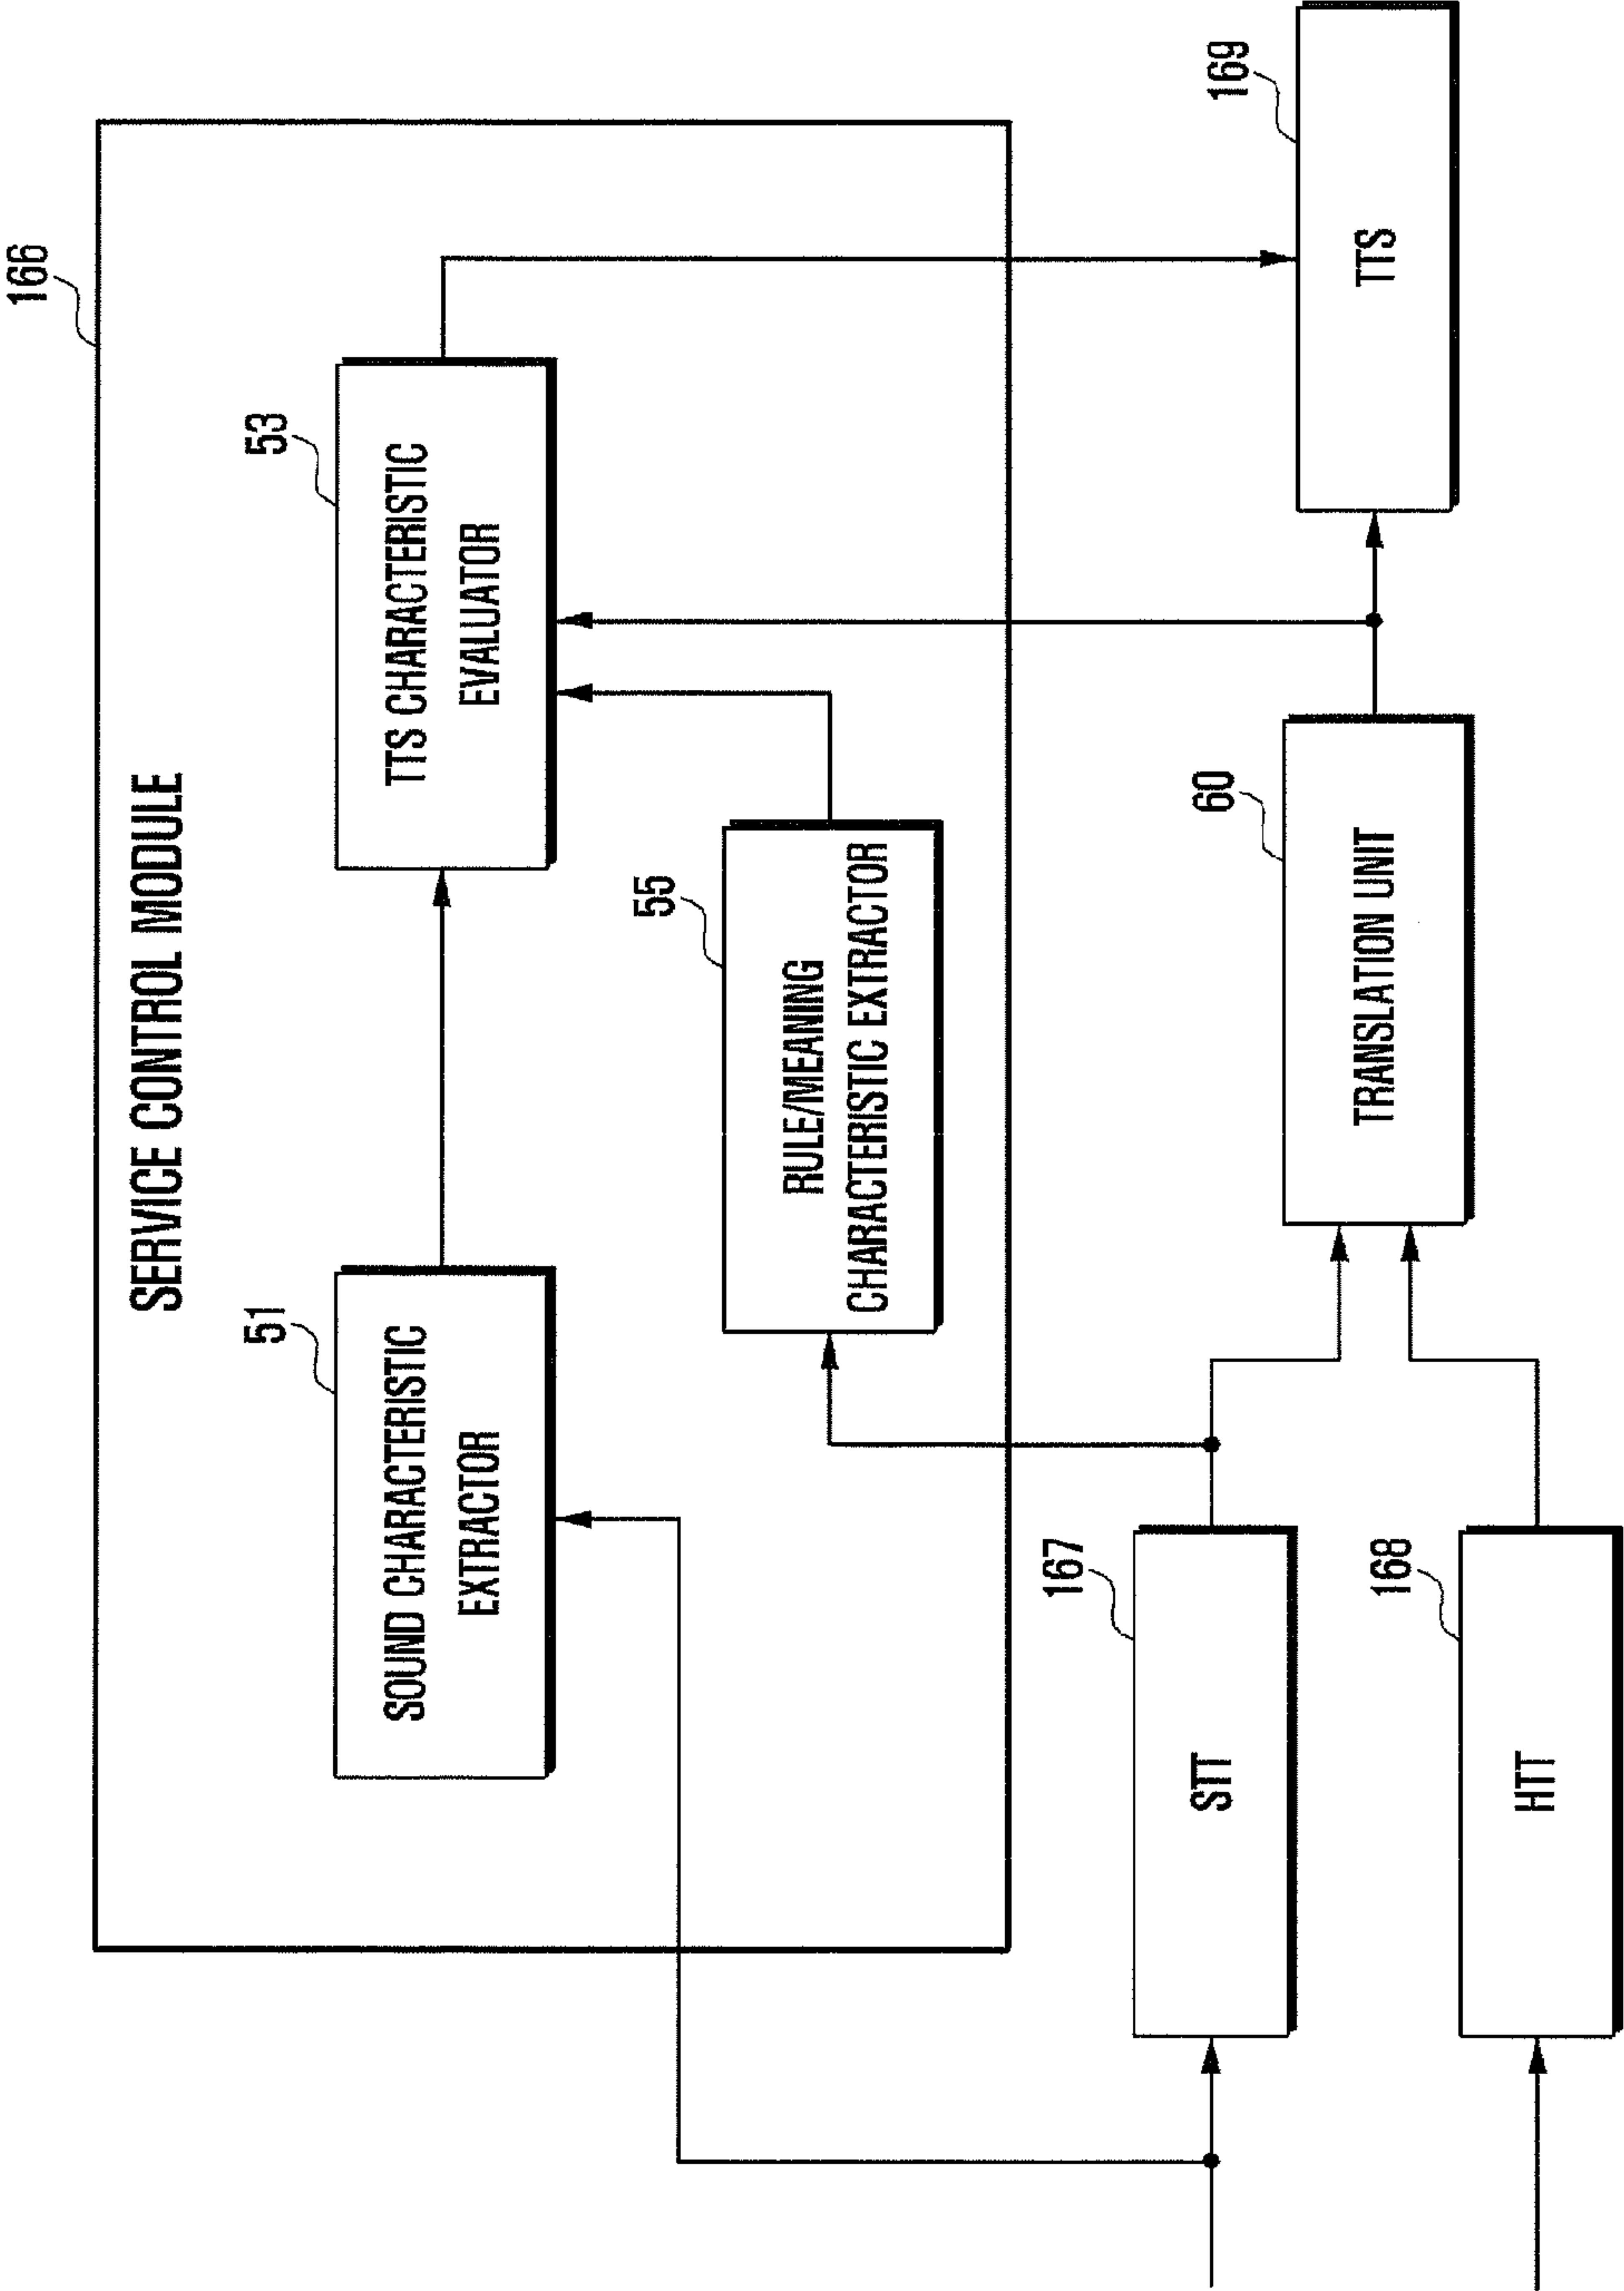 166
SERVICE CONTROL MODULE
51
SOUND CHARACTERISTIC
EXTRACTOR
53
TTS CHARACTERISTIC
EVALUATOR
55
RULE/MEANING
CHARACTERISTIC EXTRACTOR
167
STT
60
TRANSLATION UNIT
169
TTS
168
HTT